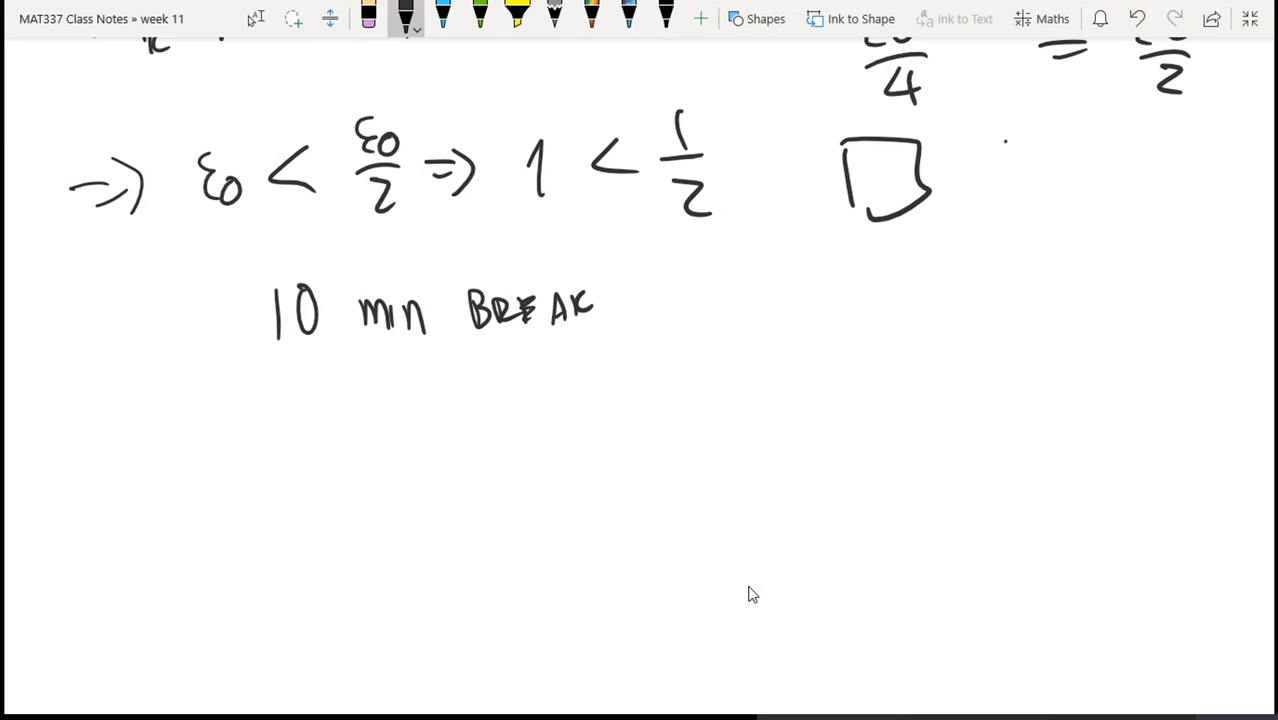 MAT337 Class Notes » week 11
Shapes
Ink to Shape
Ink to Text
Maths
k
ε0/4 = ε0/2
=> ε0 < ε0/2 => 1 < 1/2 □
10 min BREAK